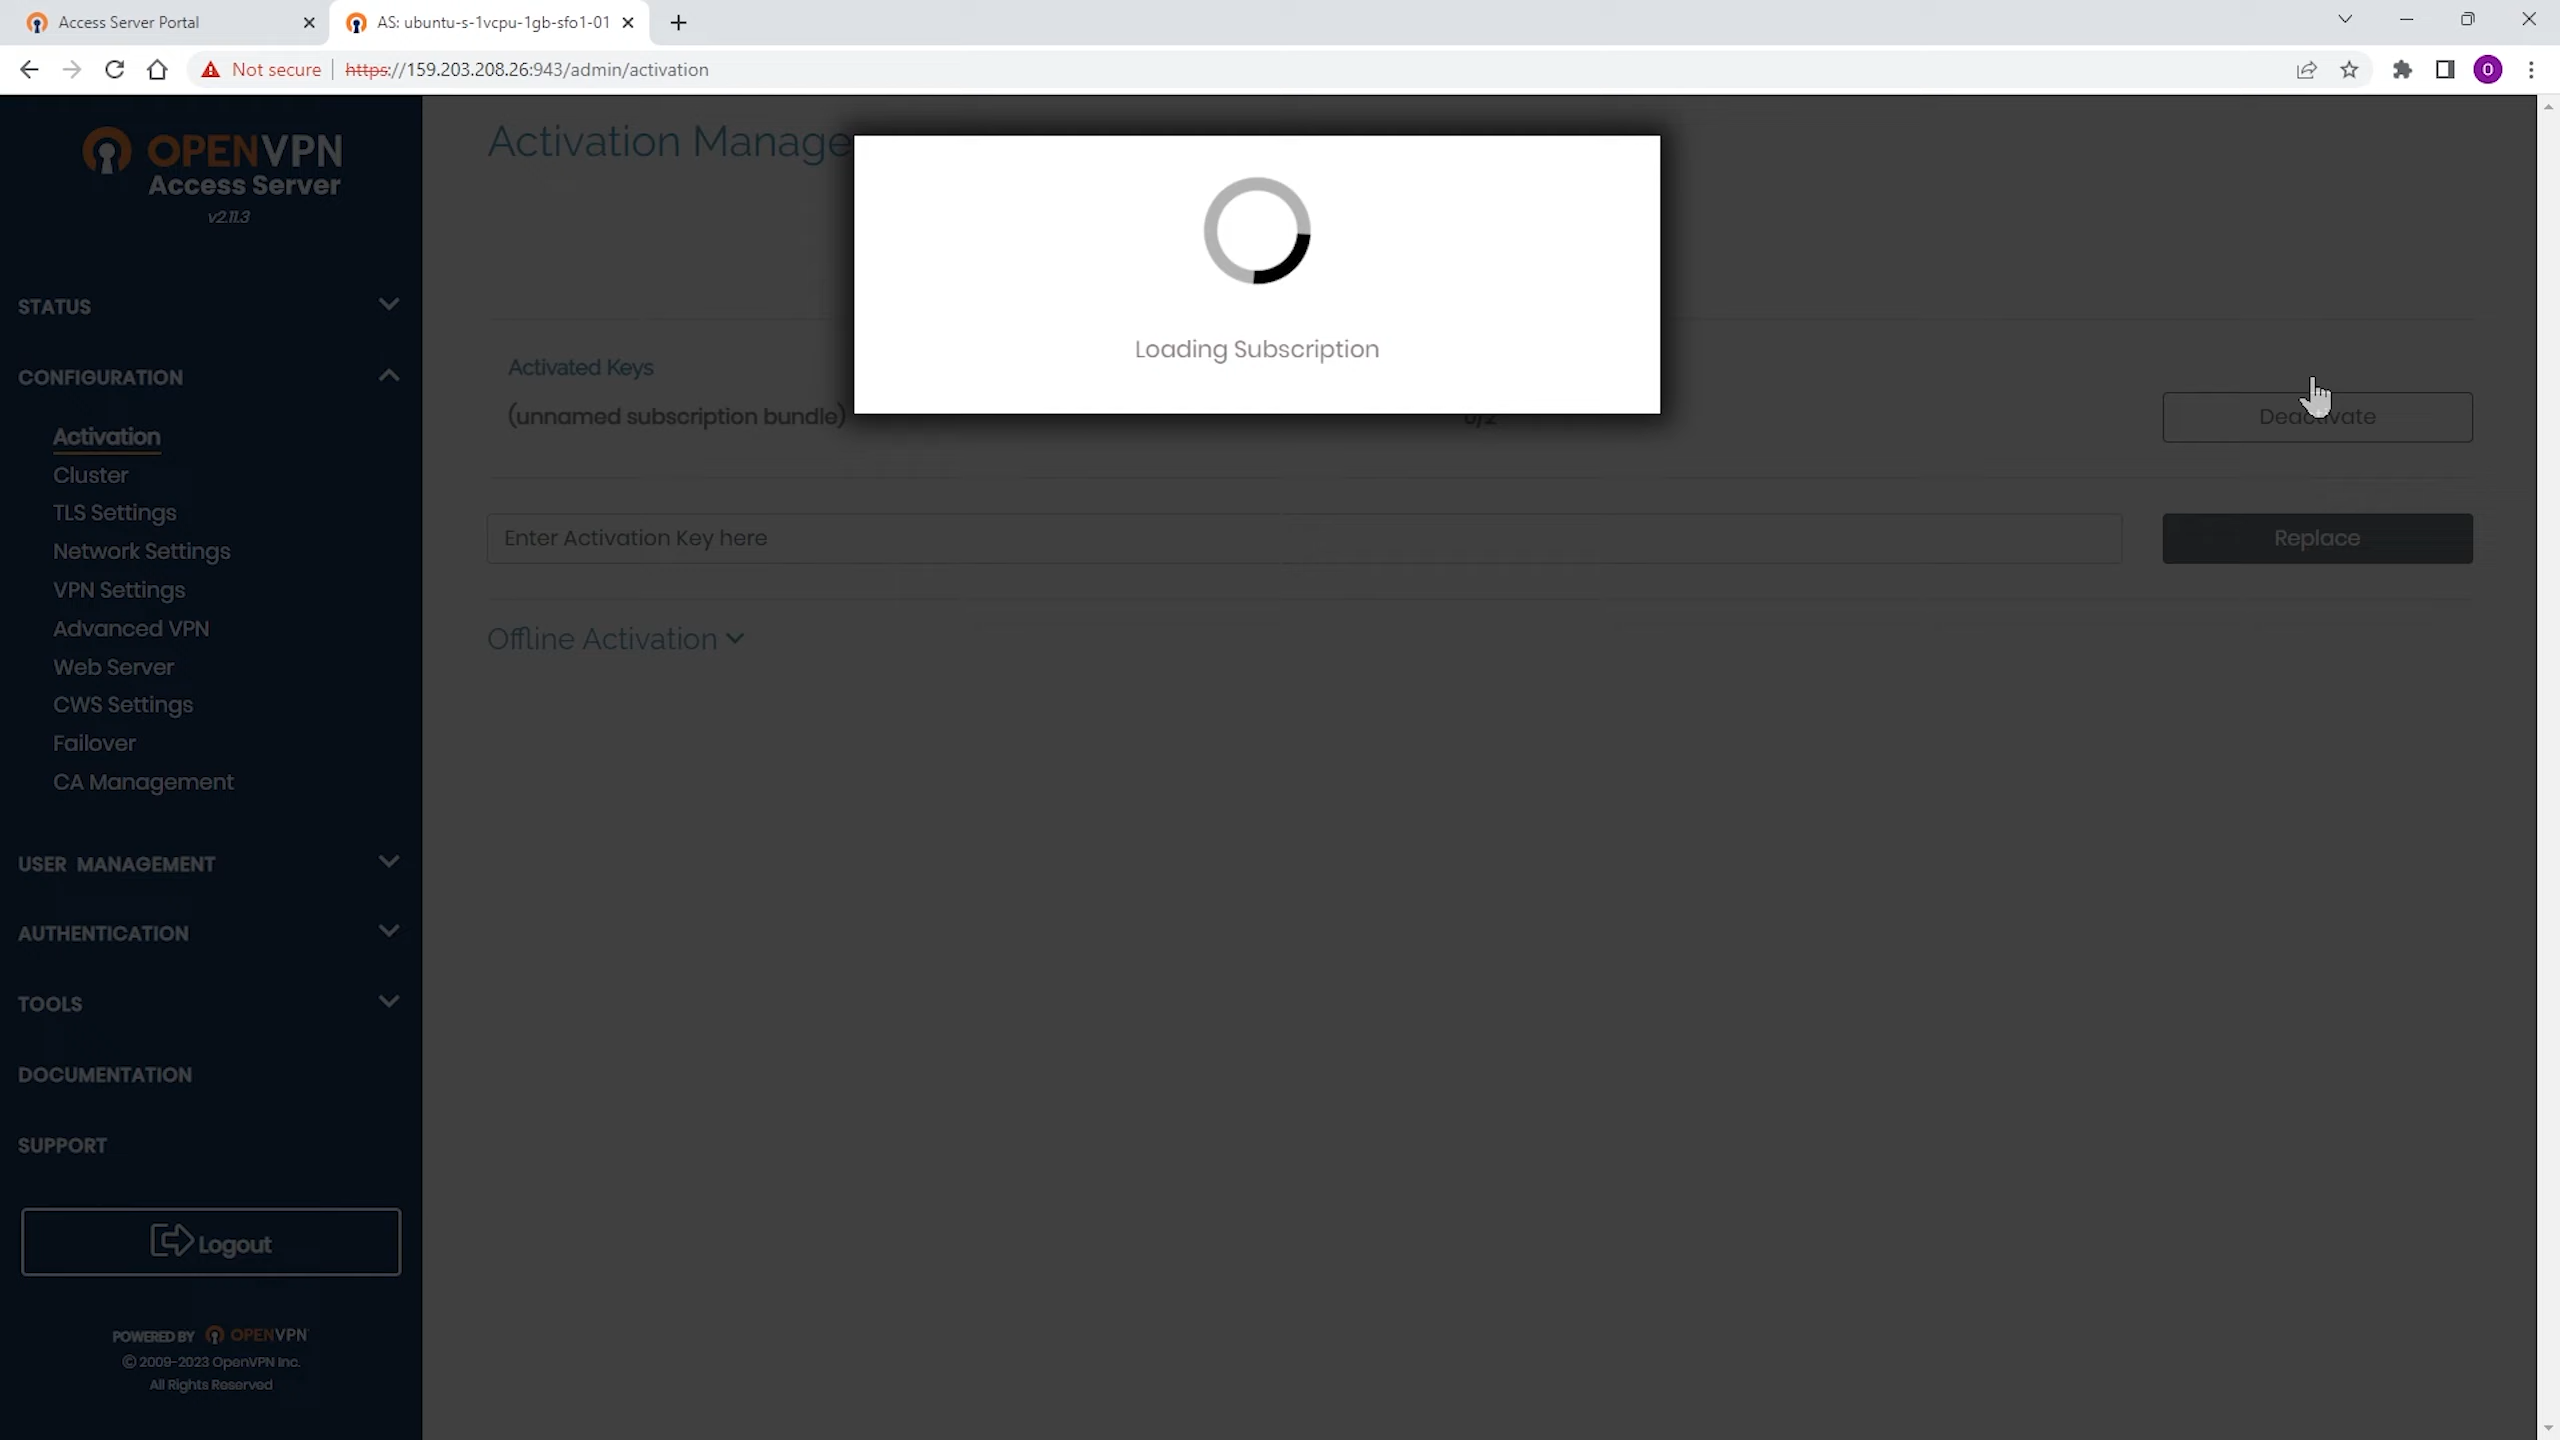 Access Server Portal
AS: ubuntu-s-1vcpu-1gb-sfo1-01
Not secure
https://159.203.208.26:943/admin/activation
O
OPENVPN
Access Server
v2.11.3
STATUS
CONFIGURATION
Activation
Cluster
TLS Settings
Network Settings
VPN Settings
Advanced VPN
Web Server
CWS Settings
Failover
CA Management
USER MANAGEMENT
AUTHENTICATION
TOOLS
DOCUMENTATION
SUPPORT
Logout
POWERED BY OPENVPN
© 2009-2023 OpenVPN Inc.
All Rights Reserved
Activation Manage
Loading Subscription
Activated Keys
(unnamed subscription bundle)
0/2
Deactivate
Enter Activation Key here
Replace
Offline Activation